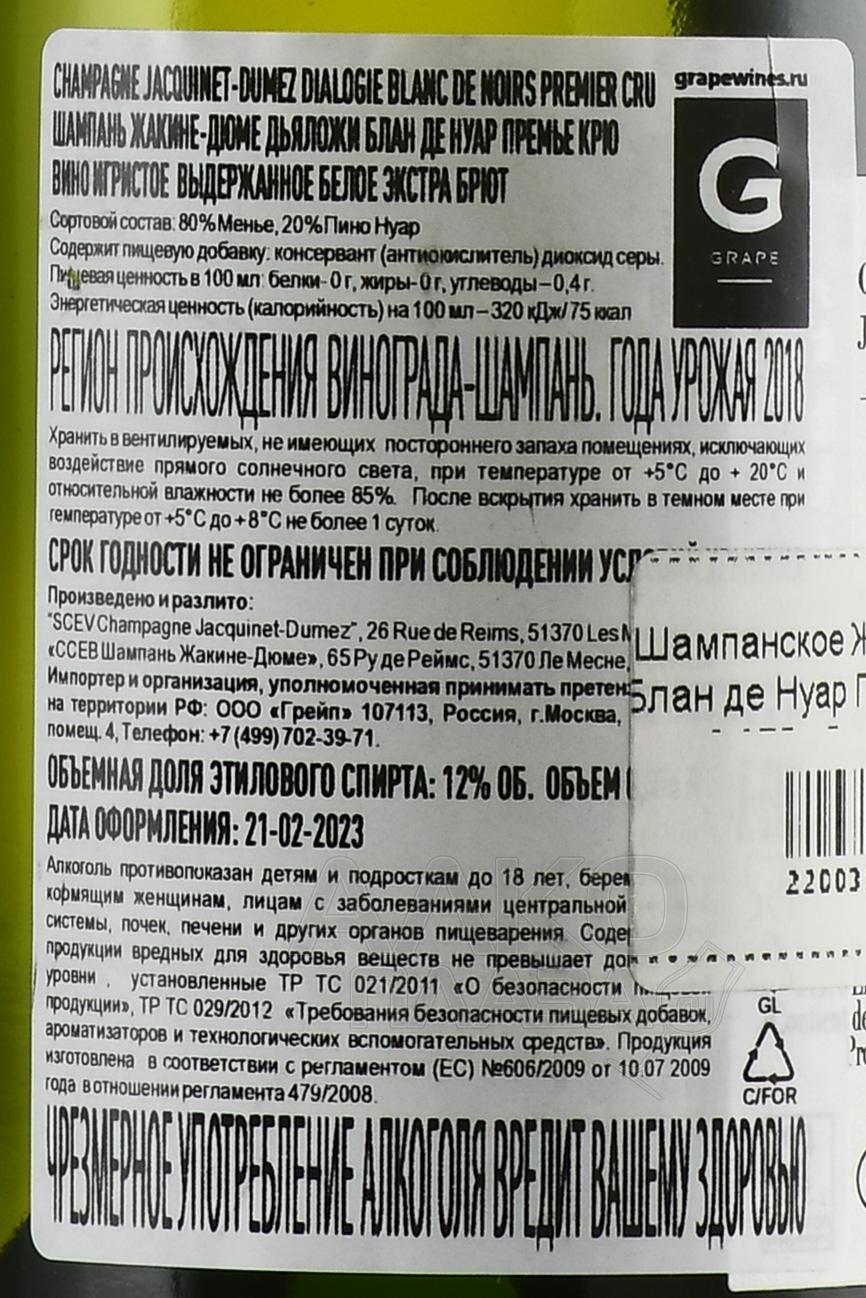 CHAMPAGNE JACQUINET-DUMEZ DIALOGIE BLANC DE NOIRS PREMIER CRU
ШАМПАНЬ ЖАКИНЕ-ДЮМЕ ДЬЯЛОЖИ БЛАН ДЕ НУАР ПРЕМЬЕ КРЮ
ВИНО ИГРИСТОЕ ВЫДЕРЖАННОЕ БЕЛОЕ ЭКСТРА БРЮТ
grapewines.ru
G
GRAPE
Сортовой состав: 80% Менье, 20% Пино Нуар
Содержит пищевую добавку: консервант (антиокислитель) диоксид серы.
Пищевая ценность в 100 мл: белки- 0 г, жиры- 0 г, углеводы – 0,4 г.
Энергетическая ценность (калорийность) на 100 мл – 320 кДж/ 75 ккал
РЕГИОН ПРОИСХОЖДЕНИЯ ВИНОГРАДА-ШАМПАНЬ. ГОДА УРОЖАЯ 2018
Хранить в вентилируемых, не имеющих постороннего запаха помещениях, исключающих
воздействие прямого солнечного света, при температуре от +5°C до + 20°C и
относительной влажности не более 85%. После вскрытия хранить в темном месте при
температуре от +5°C до +8°C не более 1 суток.
СРОК ГОДНОСТИ НЕ ОГРАНИЧЕН ПРИ СОБЛЮДЕНИИ
Произведено и разлито:
"SCEV Champagne Jacquinet-Dumez", 26 Rue de Reims, 51370 Les
«ССЕВ Шампань Жакине-Дюме», 65 Ру де Реймс, 51370 Ле Месне,
Импортер и организация, уполномоченная принимать
на территории РФ: ООО «Грейп» 107113, Россия, г.Москва,
помещ. 4, Телефон: +7 (499) 702-39-71.
ОБЪЕМНАЯ ДОЛЯ ЭТИЛОВОГО СПИРТА: 12% ОБ. ОБЪЕМ
ДАТА ОФОРМЛЕНИЯ: 21-02-2023
Шампанское
Блан де Нуар
22003
Алкоголь противопоказан детям и подросткам до 18 лет,
кормящим женщинам, лицам с заболеваниями центральной
системы, почек, печени и других органов пищеварения.
продукции вредных для здоровья веществ не превышает
уровни , установленные ТР ТС 021/2011 «О безопасности
продукции», ТР ТС 029/2012 «Требования безопасности пищевых добавок,
ароматизаторов и технологических вспомогательных средств». Продукция
изготовлена в соответствии с регламентом (ЕС) №606/2009 от 10.07 2009
года в отношении регламента 479/2008.
GL
C/FOR
ЧРЕЗМЕРНОЕ УПОТРЕБЛЕНИЕ АЛКОГОЛЯ ВРЕДИТ ВАШЕМУ ЗДОРОВЬЮ